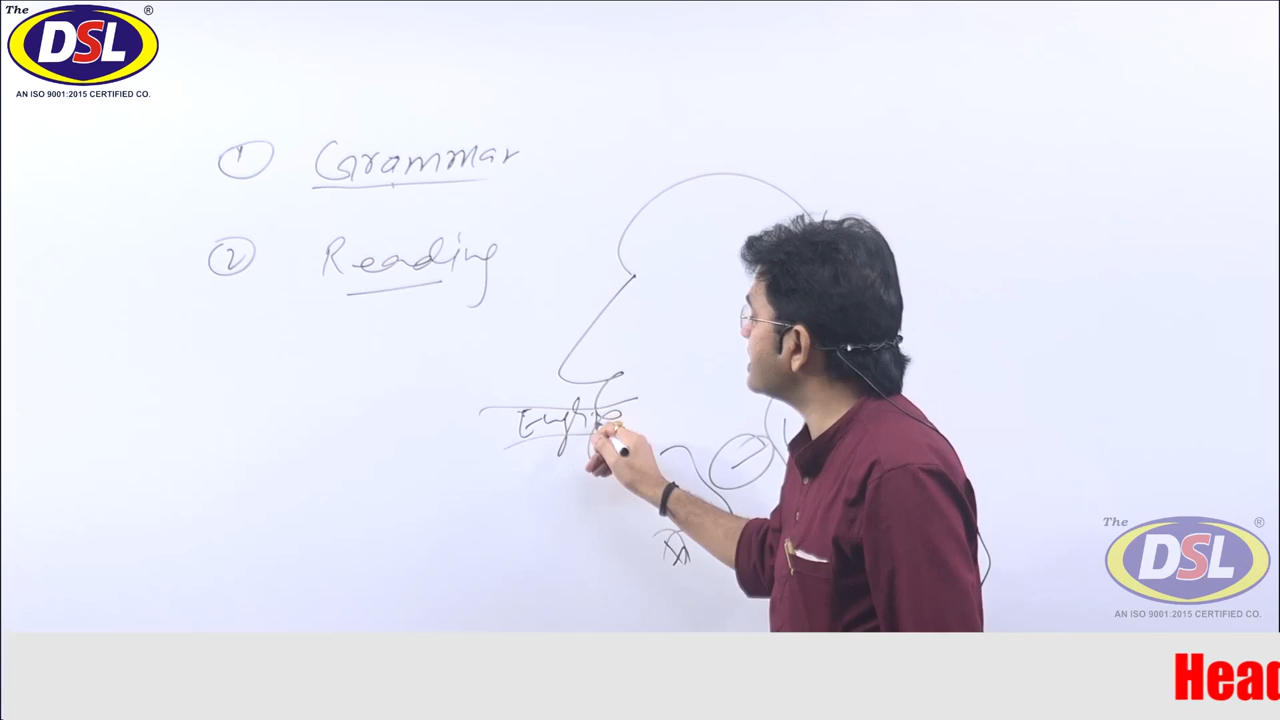 The ®
DSL
AN ISO 9001:2015 CERTIFIED CO.
① Grammar
② Reading
The ®
DSL
AN ISO 9001:2015 CERTIFIED CO.
Head